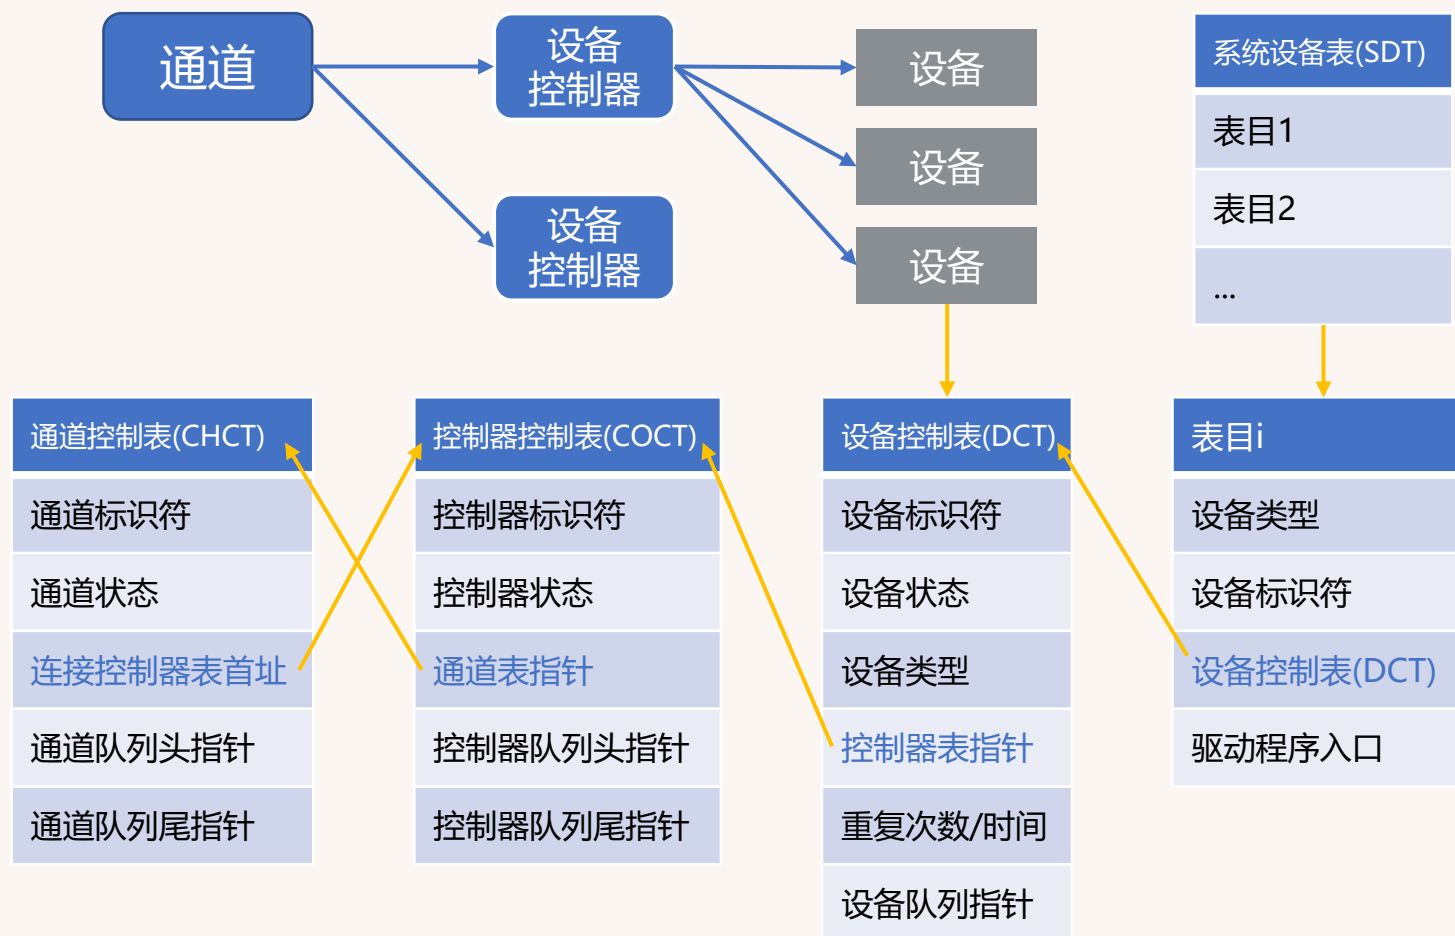 通道
设备
控制器
设备
控制器
设备
设备
设备
系统设备表(SDT)
表目1
表目2
...
通道控制表(CHCT)
通道标识符
通道状态
连接控制器表首址
通道队列头指针
通道队列尾指针
控制器控制表(COCT)
控制器标识符
控制器状态
通道表指针
控制器队列头指针
控制器队列尾指针
设备控制表(DCT)
设备标识符
设备状态
设备类型
控制器表指针
重复次数/时间
设备队列指针
表目i
设备类型
设备标识符
设备控制表(DCT)
驱动程序入口